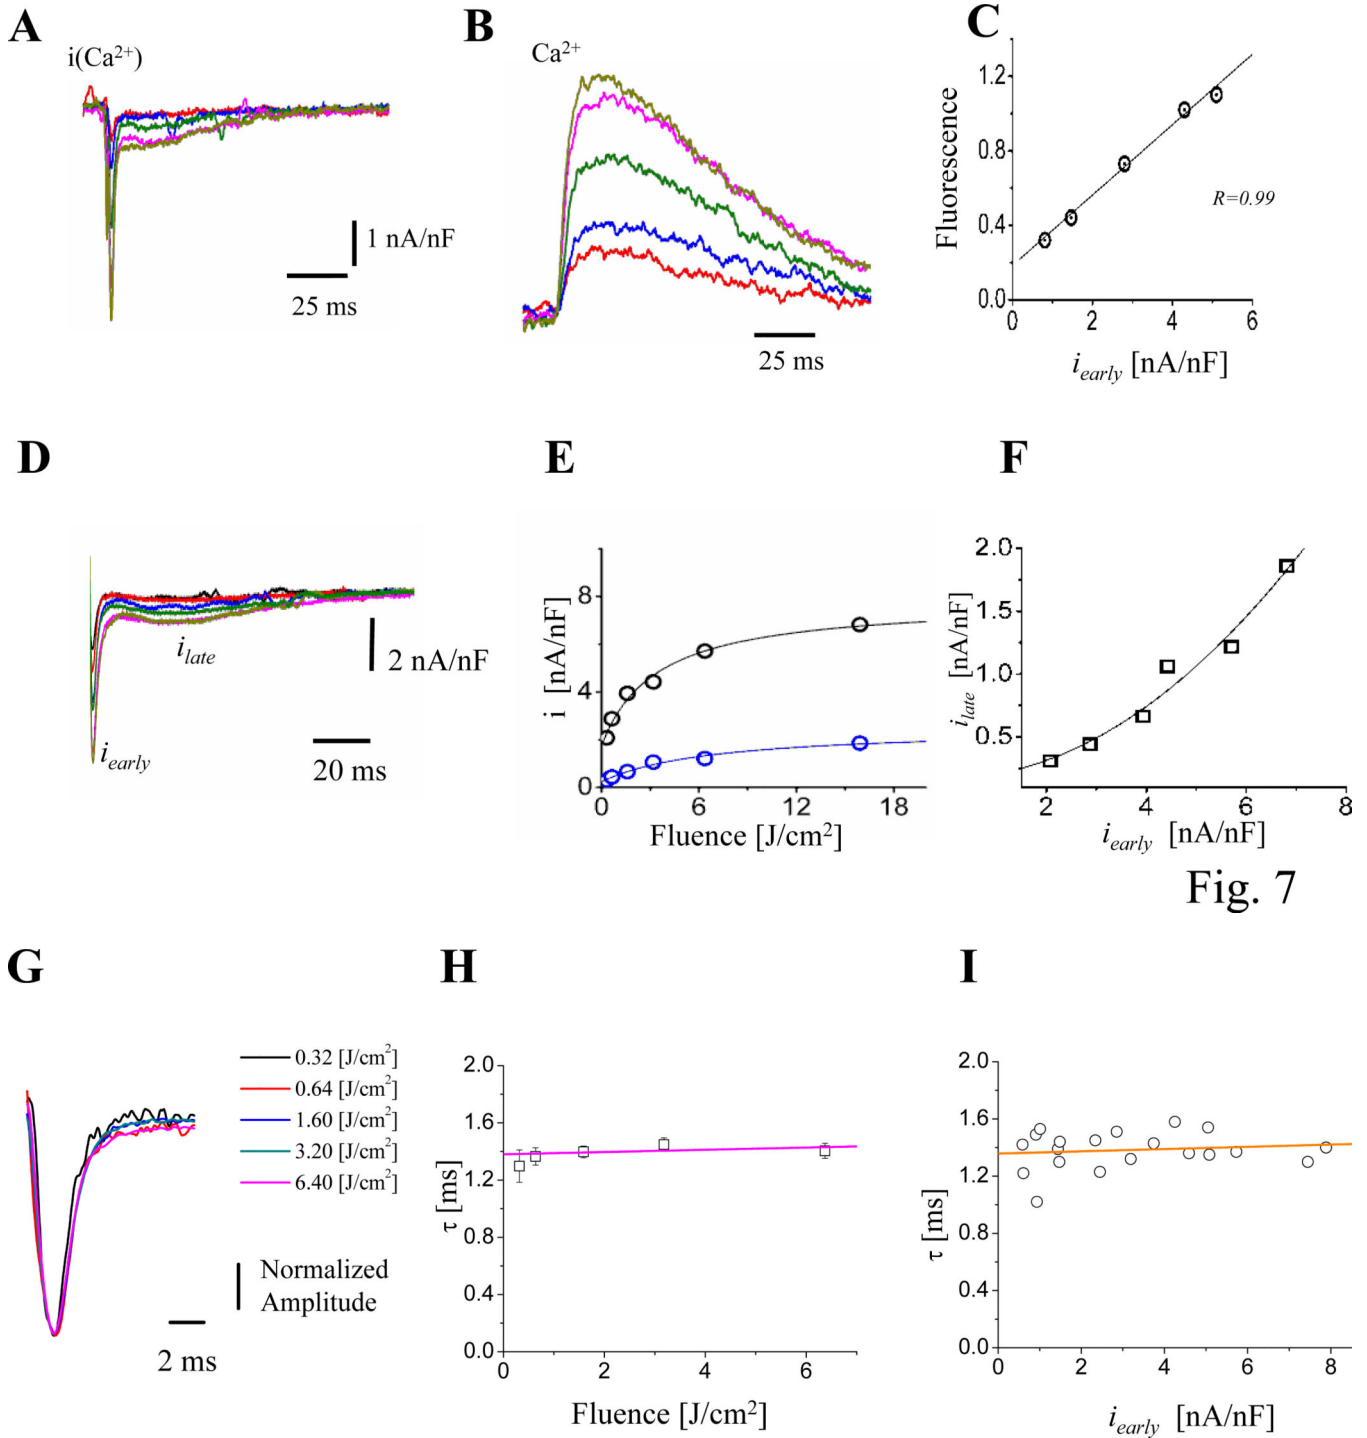 A
B
C
i(Ca²⁺)
1 nA/nF
25 ms
Ca²⁺
25 ms
Fluorescence
1.2
0.8
0.4
0.0
R=0.99
0 2 4 6
i_early [nA/nF]
D
E
F
i_late
2 nA/nF
i_early
20 ms
i [nA/nF]
8
4
0
0 6 12 18
Fluence [J/cm²]
i_late [nA/nF]
2.0
1.5
1.0
0.5
2 4 6 8
i_early [nA/nF]
Fig. 7
G
H
I
0.32 [J/cm²]
0.64 [J/cm²]
1.60 [J/cm²]
3.20 [J/cm²]
6.40 [J/cm²]
Normalized
Amplitude
2 ms
τ [ms]
2.0
1.6
1.2
0.8
0.4
0.0
0 2 4 6
Fluence [J/cm²]
τ [ms]
2.0
1.6
1.2
0.8
0.4
0.0
0 2 4 6 8
i_early [nA/nF]